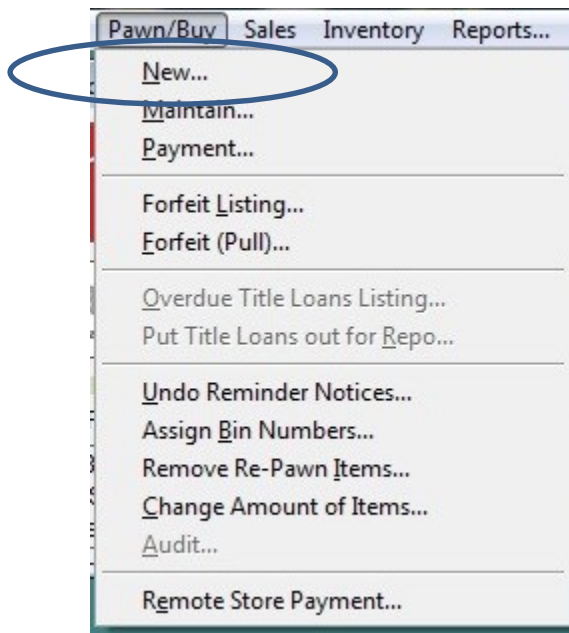 Pawn/Buy Sales Inventory Reports...
New...
Maintain...
Payment...
Forfeit Listing...
Forfeit (Pull)...
Overdue Title Loans Listing...
Put Title Loans out for Repo...
Undo Reminder Notices...
Assign Bin Numbers...
Remove Re-Pawn Items...
Change Amount of Items...
Audit...
Remote Store Payment...